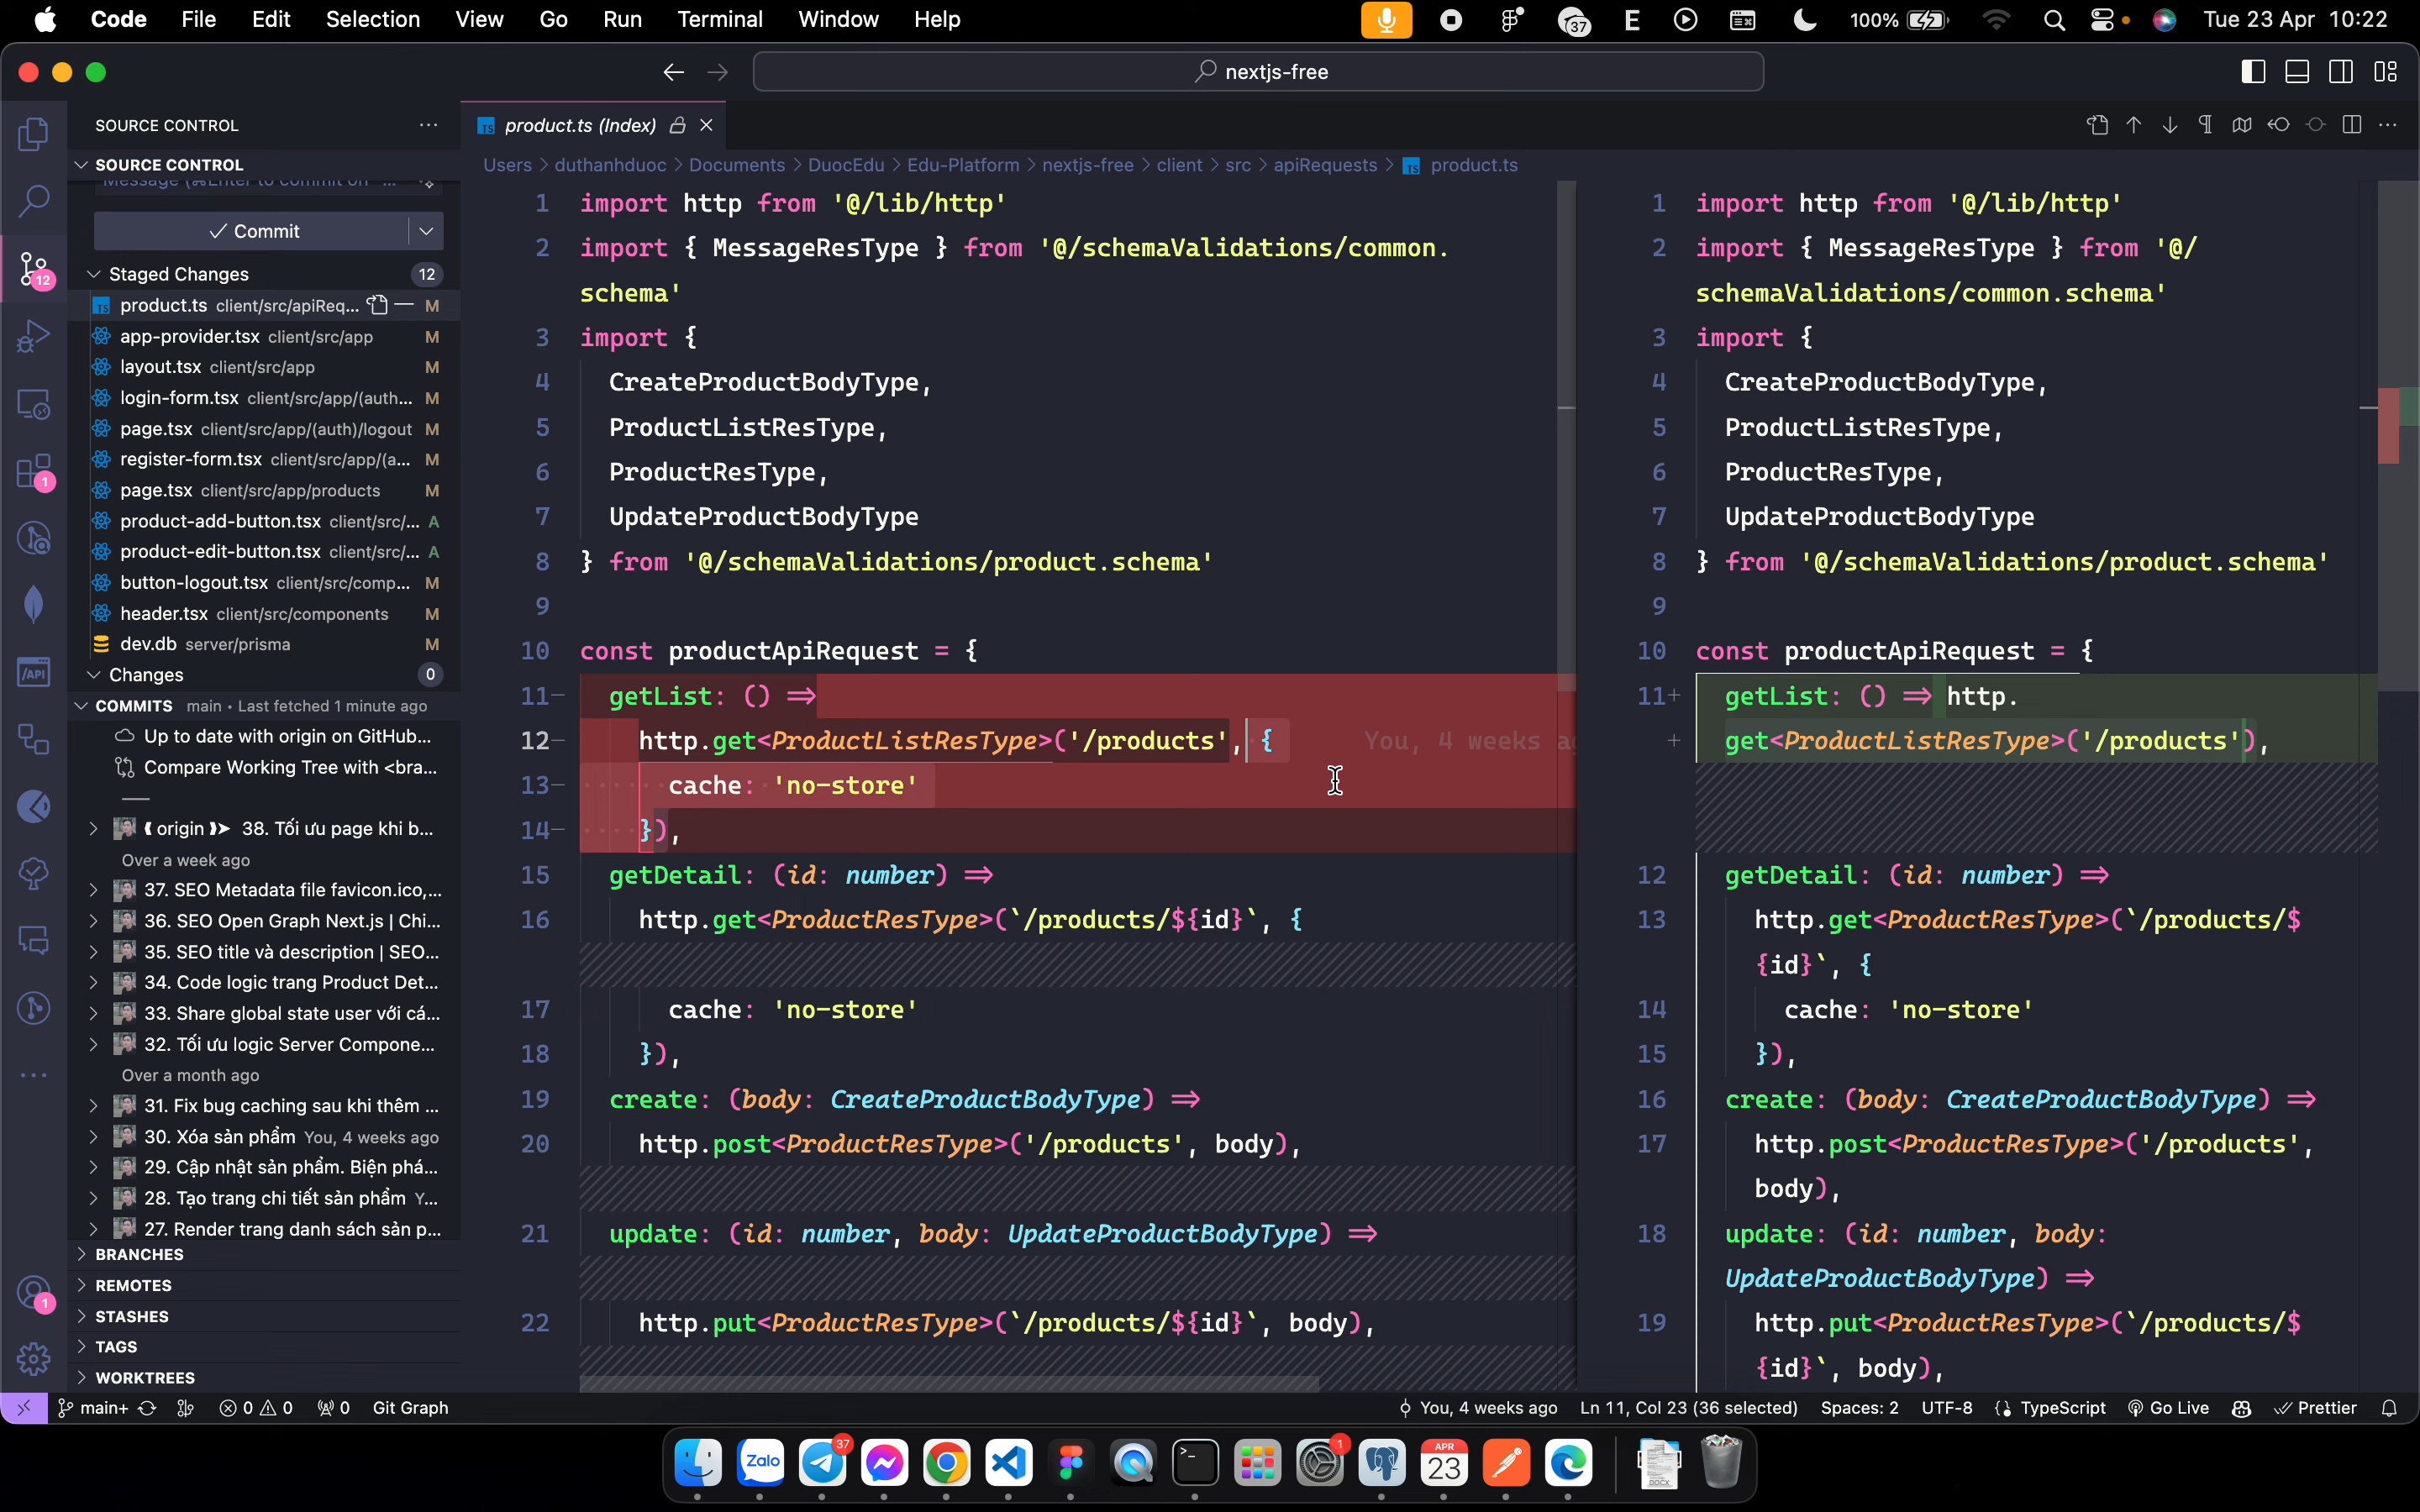 Code File Edit Selection View Go Run Terminal Window Help
37 E 100% Tue 23 Apr 10:22
nextjs-free
SOURCE CONTROL
SOURCE CONTROL
Message (⌘Enter to commit on ...
Commit
Staged Changes 12
product.ts client/src/apiReq... M
app-provider.tsx client/src/app M
layout.tsx client/src/app M
login-form.tsx client/src/app/(auth... M
page.tsx client/src/app/(auth)/logout M
register-form.tsx client/src/app/(a... M
page.tsx client/src/app/products M
product-add-button.tsx client/src/... A
product-edit-button.tsx client/src/... A
button-logout.tsx client/src/comp... M
header.tsx client/src/components M
dev.db server/prisma M
Changes 0
COMMITS main • Last fetched 1 minute ago
Up to date with origin on GitHub...
Compare Working Tree with <bra...
origin 38. Tối ưu page khi b...
Over a week ago
37. SEO Metadata file favicon.ico,...
36. SEO Open Graph Next.js | Chi...
35. SEO title và description | SEO...
34. Code logic trang Product Det...
33. Share global state user với cá...
32. Tối ưu logic Server Compone...
Over a month ago
31. Fix bug caching sau khi thêm ...
30. Xóa sản phẩm You, 4 weeks ago
29. Cập nhật sản phẩm. Biện phá...
28. Tạo trang chi tiết sản phẩm Y...
27. Render trang danh sách sản p...
BRANCHES
REMOTES
STASHES
TAGS
WORKTREES
12
1
/API
1
TS product.ts (Index)
Users > duthanhduoc > Documents > DuocEdu > Edu-Platform > nextjs-free > client > src > apiRequests > TS product.ts
1 import http from '@/lib/http'
2 import { MessageResType } from '@/schemaValidations/common.
schema'
3 import {
4 CreateProductBodyType,
5 ProductListResType,
6 ProductResType,
7 UpdateProductBodyType
8 } from '@/schemaValidations/product.schema'
9
10 const productApiRequest = {
11− getList: () =>
12− http.get<ProductListResType>('/products', { You, 4 weeks a
13− cache: 'no-store'
14− }),
15 getDetail: (id: number) =>
16 http.get<ProductResType>(`/products/${id}`, {
17 cache: 'no-store'
18 }),
19 create: (body: CreateProductBodyType) =>
20 http.post<ProductResType>('/products', body),
21 update: (id: number, body: UpdateProductBodyType) =>
22 http.put<ProductResType>(`/products/${id}`, body),
1 import http from '@/lib/http'
2 import { MessageResType } from '@/
schemaValidations/common.schema'
3 import {
4 CreateProductBodyType,
5 ProductListResType,
6 ProductResType,
7 UpdateProductBodyType
8 } from '@/schemaValidations/product.schema'
9
10 const productApiRequest = {
11+ getList: () => http.
+ get<ProductListResType>('/products'),
12 getDetail: (id: number) =>
13 http.get<ProductResType>(`/products/$
{id}`, {
14 cache: 'no-store'
15 }),
16 create: (body: CreateProductBodyType) =>
17 http.post<ProductResType>('/products',
body),
18 update: (id: number, body:
UpdateProductBodyType) =>
19 http.put<ProductResType>(`/products/$
{id}`, body),
main+ 0 0 0 Git Graph You, 4 weeks ago Ln 11, Col 23 (36 selected) Spaces: 2 UTF-8 TypeScript Go Live Prettier
Zalo 37 1 APR 23 DOCX